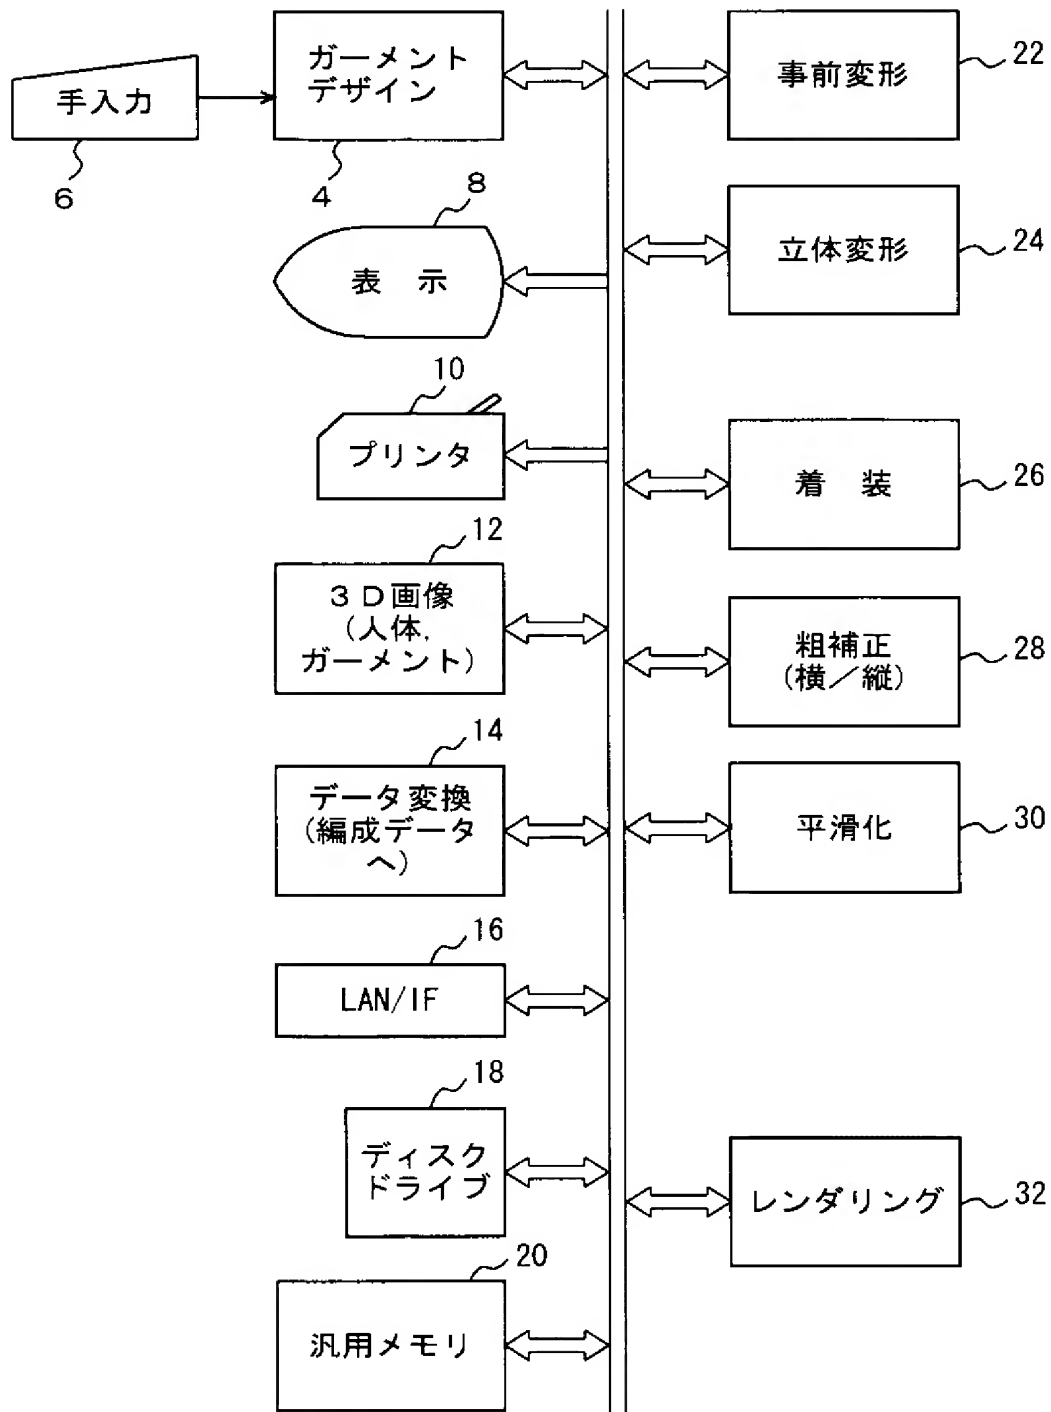 手入力
6
ガーメント
デザイン
4
8
表　示
10
プリンタ
12
３Ｄ画像
(人体,
ガーメント)
14
データ変換
(編成データ
へ)
16
LAN/IF
18
ディスク
ドライブ
20
汎用メモリ
事前変形
22
立体変形
24
着　装
26
粗補正
(横／縦)
28
平滑化
30
レンダリング
32